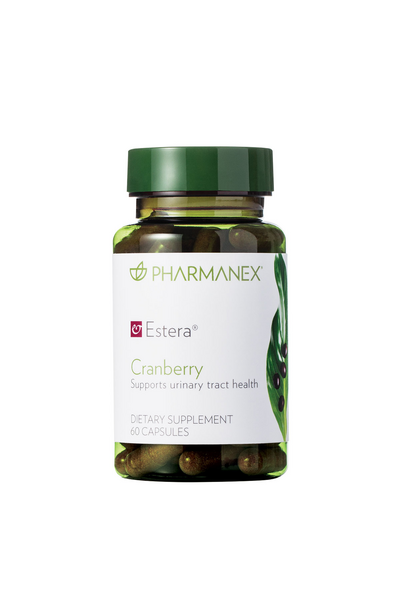 PHARMANEX®
Estera®
Cranberry
Supports urinary tract health
DIETARY SUPPLEMENT
60 CAPSULES